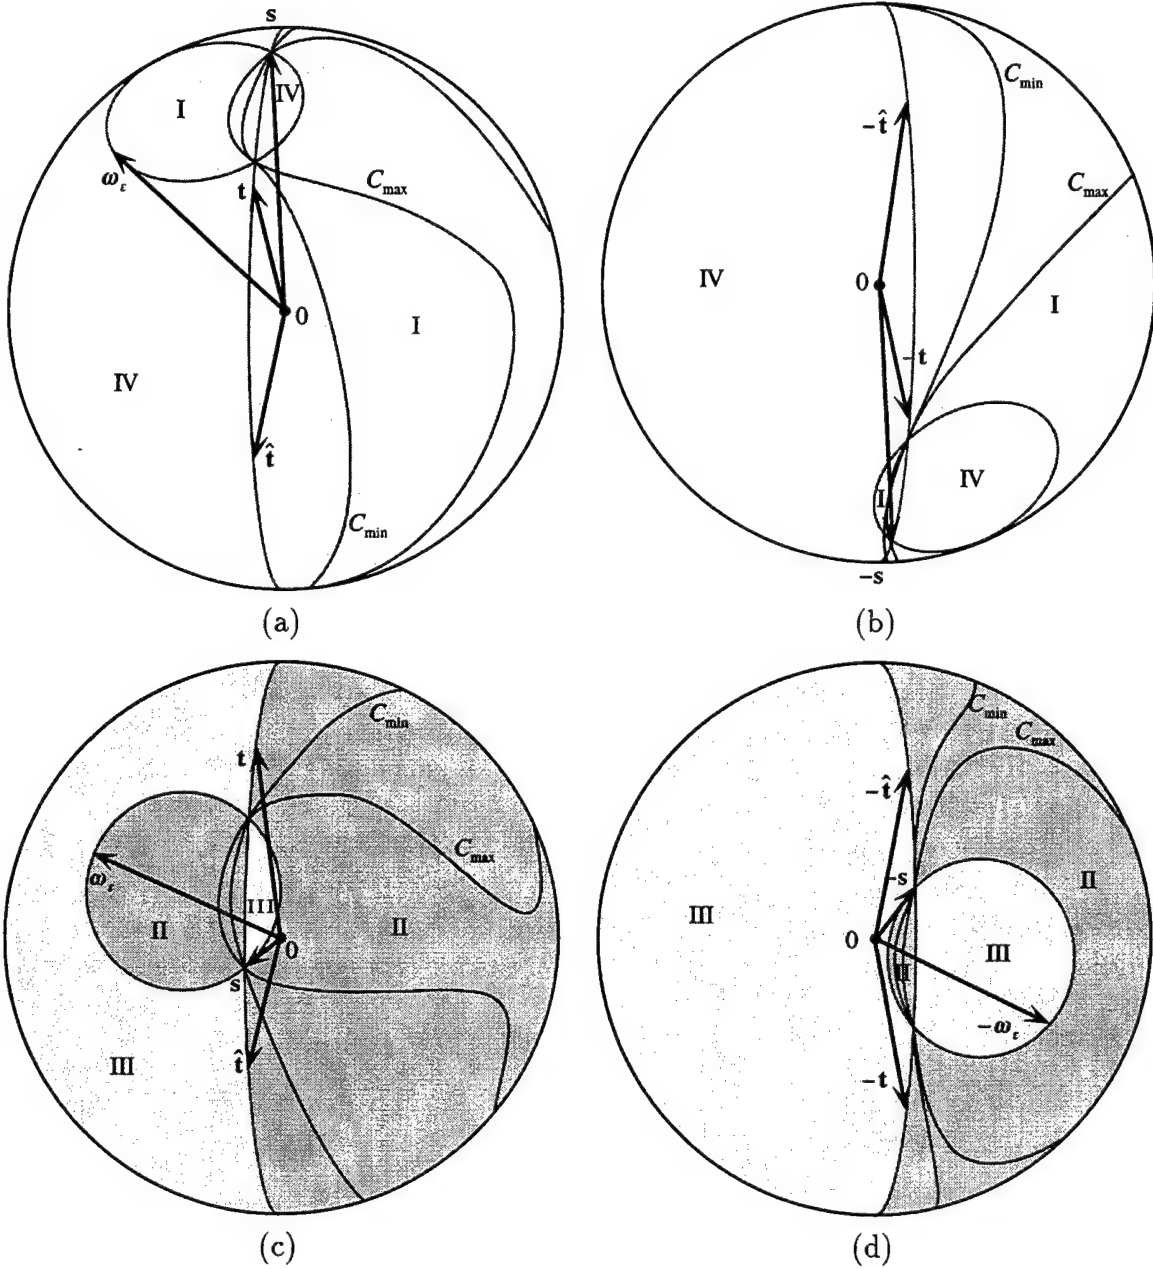 s
I
IV
ω_ε
t
C_max
0
I
IV
t̂
C_min
(a)
C_min
-t̂
C_max
IV
0
I
-t
IV
I
-s
(b)
C_min
t
C_max
ω_ε
III
II
II
0
s
III
t̂
(c)
C_min
C_max
-t̂
-s
II
III
0
III
II
-ω_ε
-t
(d)